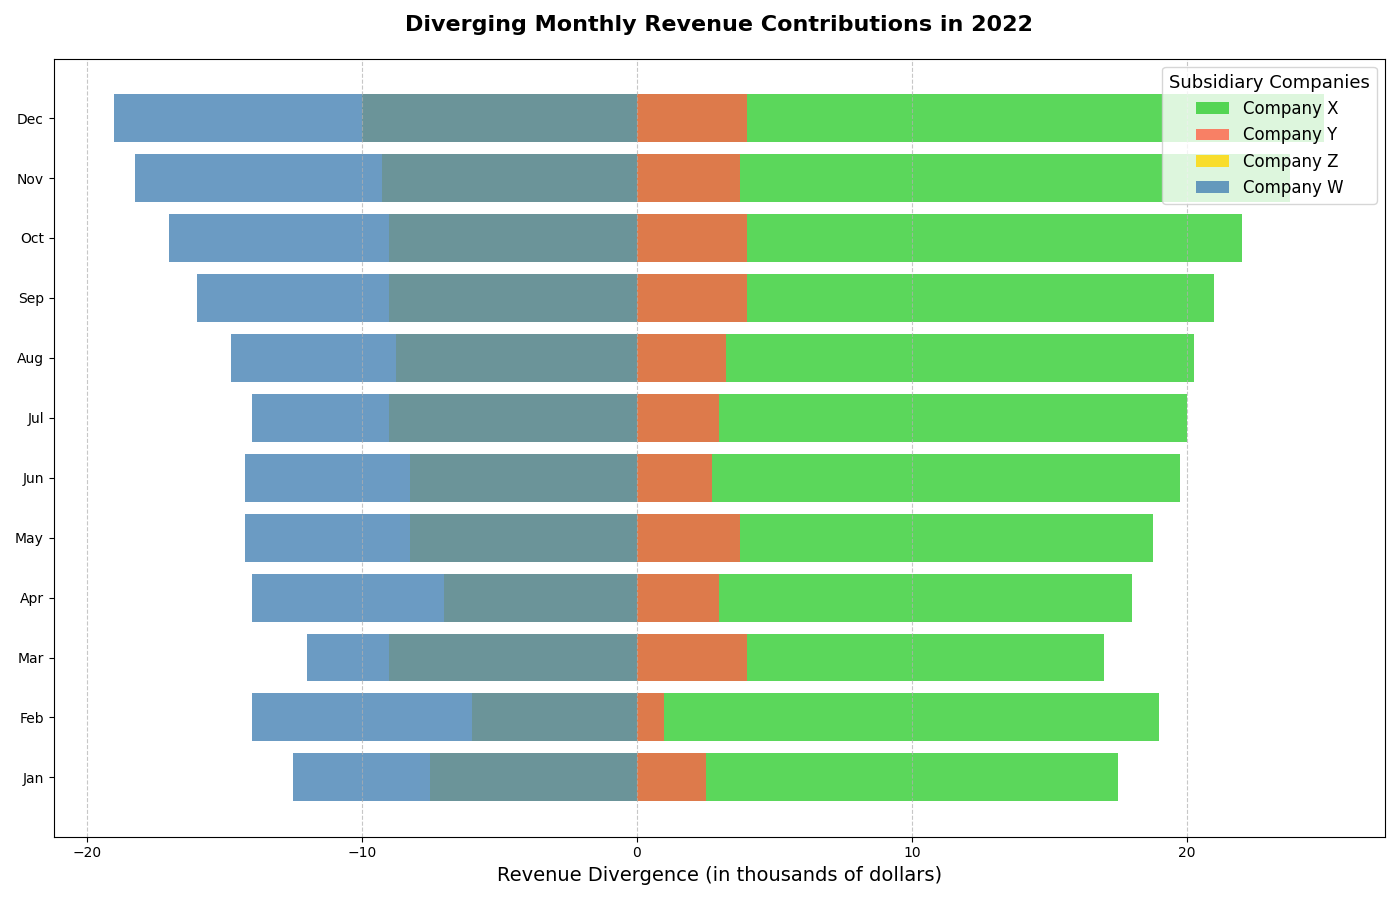 Diverging Monthly Revenue Contributions in 2022
Subsidiary Companies
Company X
Company Y
Company Z
Company W
Dec
Nov
Oct
Sep
Aug
Jul
Jun
May
Apr
Mar
Feb
Jan
−20 −10 0 10 20
Revenue Divergence (in thousands of dollars)